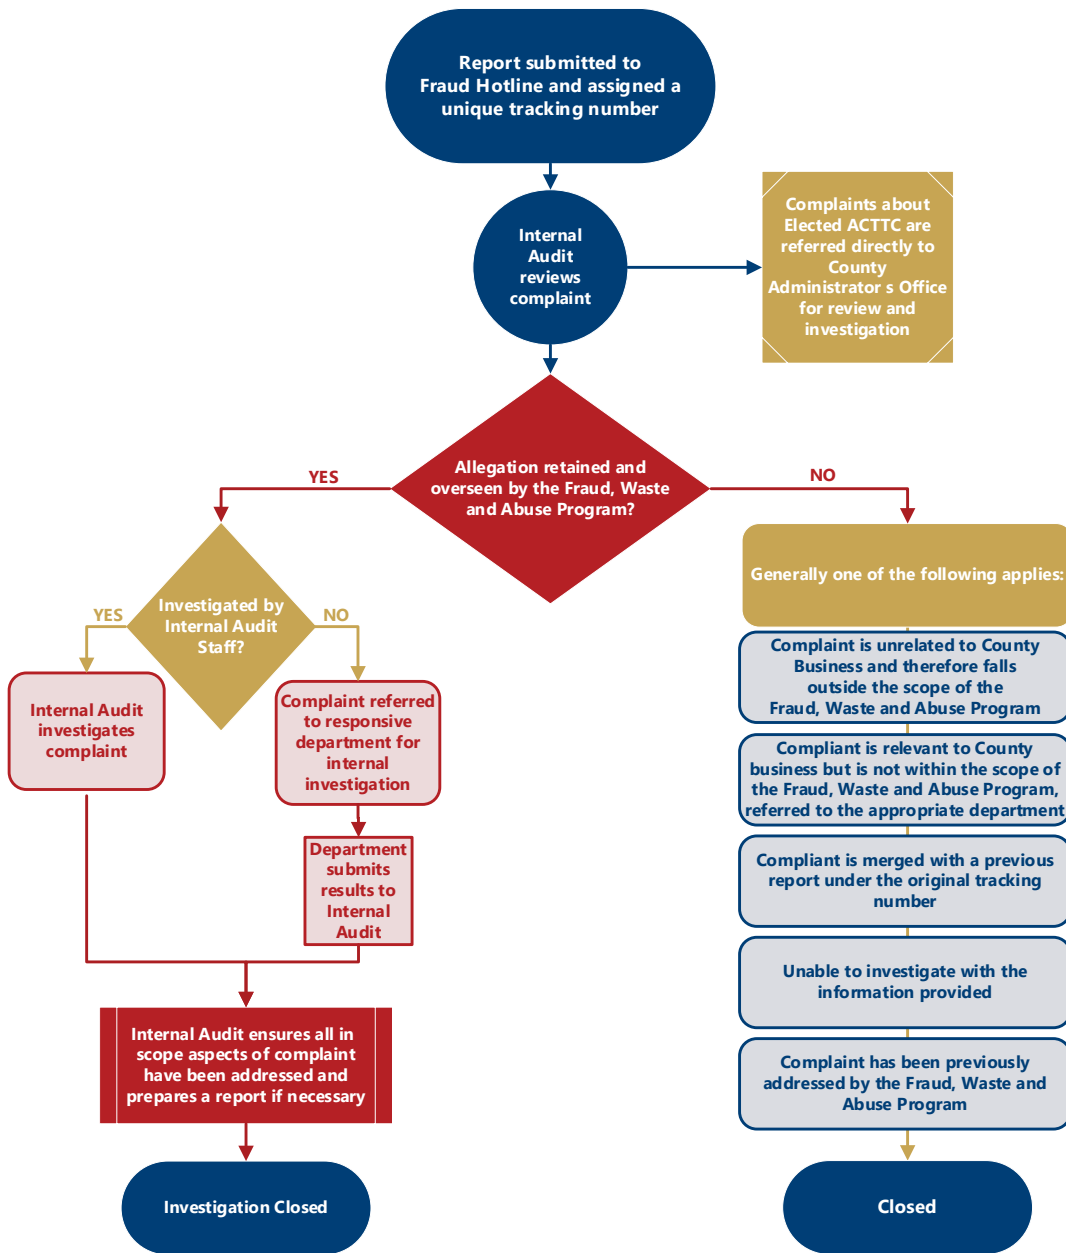 Report submitted to
Fraud Hotline and assigned a
unique tracking number
Internal
Audit
reviews
complaint
Complaints about
Elected ACTTC are
referred directly to
County
Administrator s Office
for review and
investigation
Allegation retained and
overseen by the Fraud, Waste
and Abuse Program?
YES
NO
Investigated by
Internal Audit
Staff?
YES
NO
Internal Audit
investigates
complaint
Complaint referred
to responsive
department for
internal
investigation
Department
submits
results to
Internal
Audit
Internal Audit ensures all in
scope aspects of complaint
have been addressed and
prepares a report if necessary
Investigation Closed
Generally one of the following applies:
Complaint is unrelated to County
Business and therefore falls
outside the scope of the
Fraud, Waste and Abuse Program
Compliant is relevant to County
business but is not within the scope of
the Fraud, Waste and Abuse Program,
referred to the appropriate department
Compliant is merged with a previous
report under the original tracking
number
Unable to investigate with the
information provided
Complaint has been previously
addressed by the Fraud, Waste and
Abuse Program
Closed